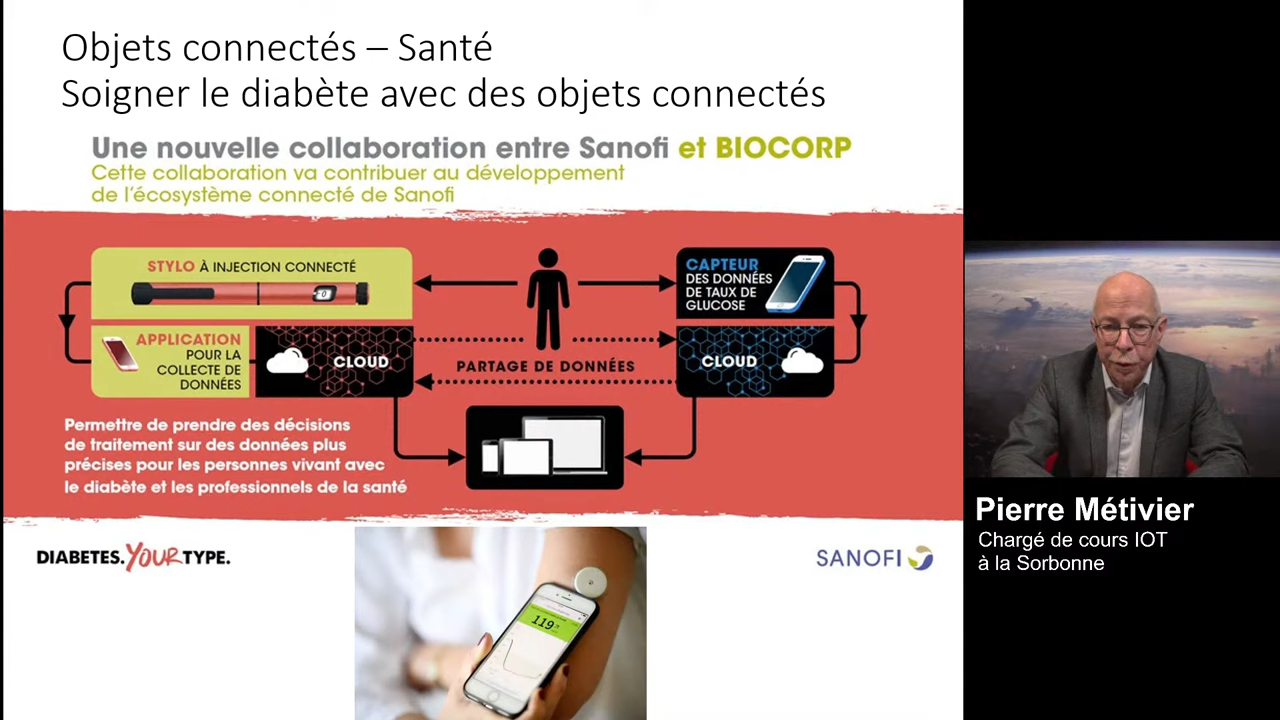 Objets connectés – Santé
Soigner le diabète avec des objets connectés
Une nouvelle collaboration entre Sanofi et BIOCORP
Cette collaboration va contribuer au développement
de l'écosystème connecté de Sanofi
STYLO À INJECTION CONNECTÉ
0
APPLICATION
POUR LA
COLLECTE DE
DONNÉES
CLOUD
CAPTEUR
DES DONNÉES
DE TAUX DE
GLUCOSE
CLOUD
PARTAGE DE DONNÉES
Permettre de prendre des décisions
de traitement sur des données plus
précises pour les personnes vivant avec
le diabète et les professionnels de la santé
DIABETES.YOUR TYPE.
SANOFI
119
Pierre Métivier
Chargé de cours IOT
à la Sorbonne